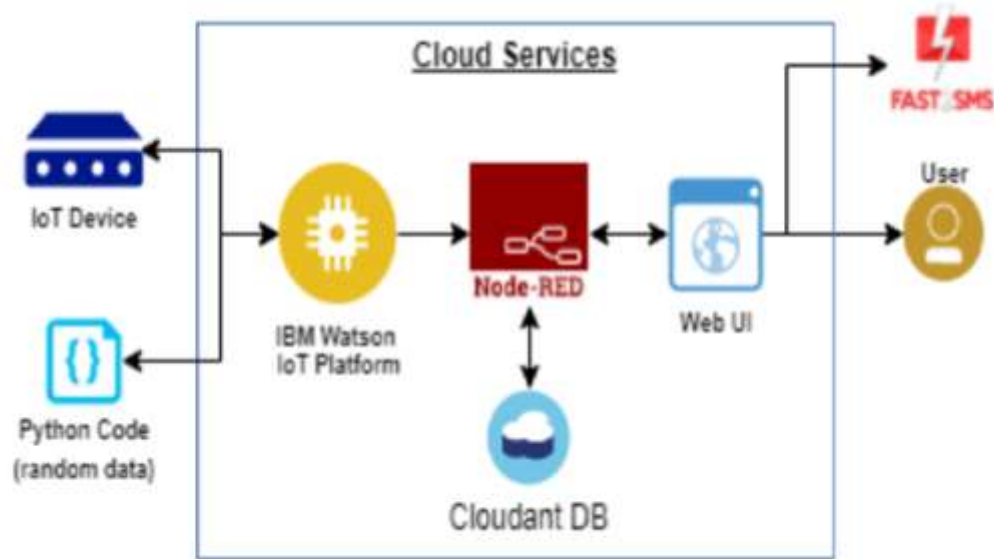 Cloud Services
FAST2SMS
IoT Device
User
Node-RED
IBM Watson
IoT Platform
Web UI
Python Code
(random data)
Cloudant DB